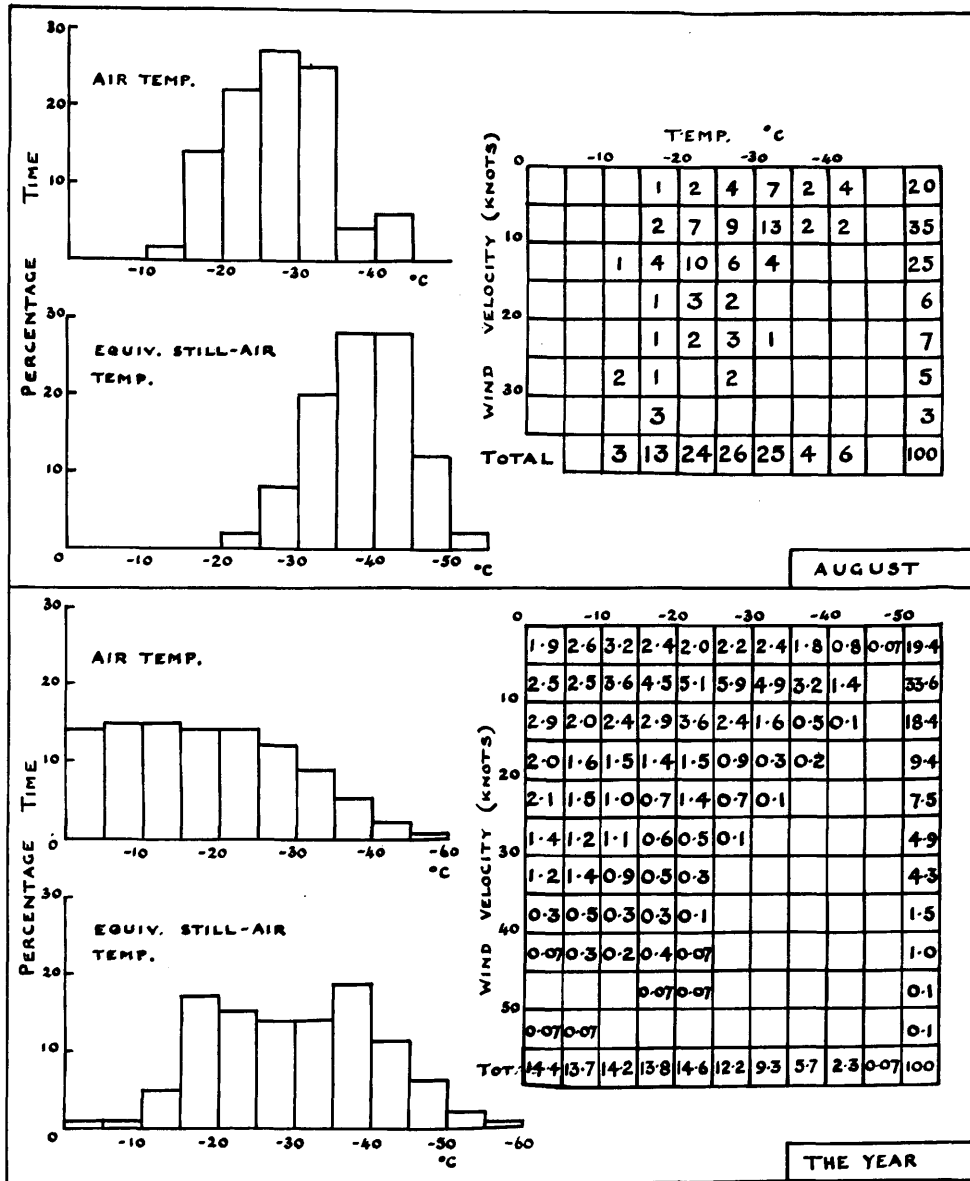 30
AIR TEMP.
20
10
-10 -20 -30 -40
°C
EQUIV. STILL-AIR
TEMP.
30
20
10
0 -10 -20 -30 -40 -50
°C
PERCENTAGE TIME
TEMP. °C
0 -10 -20 -30 -40
WIND VELOCITY (KNOTS)
1 2 4 7 2 4 20
2 7 9 13 2 2 35
10
1 4 10 6 4 25
1 3 2 6
20
1 2 3 1 7
2 1 2 5
30
3 3
TOTAL 3 13 24 26 25 4 6 100
AUGUST
30
AIR TEMP.
20
10
0 -10 -20 -30 -40 -60
°C
30
EQUIV. STILL-AIR
TEMP.
20
10
0 -10 -20 -30 -40 -50 -60
°C
PERCENTAGE TIME
0 -10 -20 -30 -40 -50
WIND VELOCITY (KNOTS)
1·9 2·6 3·2 2·4 2·0 2·2 2·4 1·8 0·8 0·07 19·4
2·5 2·5 3·6 4·5 5·1 5·9 4·9 3·2 1·4 33·6
10
2·9 2·0 2·4 2·9 3·6 2·4 1·6 0·5 0·1 18·4
2·0 1·6 1·5 1·4 1·5 0·9 0·3 0·2 9·4
20
2·1 1·5 1·0 0·7 1·4 0·7 0·1 7·5
1·4 1·2 1·1 0·6 0·5 0·1 4·9
30
1·2 1·4 0·9 0·5 0·3 4·3
0·3 0·5 0·3 0·3 0·1 1·5
40
0·07 0·3 0·2 0·4 0·07 1·0
0·07 0·07 0·1
50
0·07 0·07 0·1
TOT. 14·4 13·7 14·2 13·8 14·6 12·2 9·3 5·7 2·3 0·07 100
THE YEAR